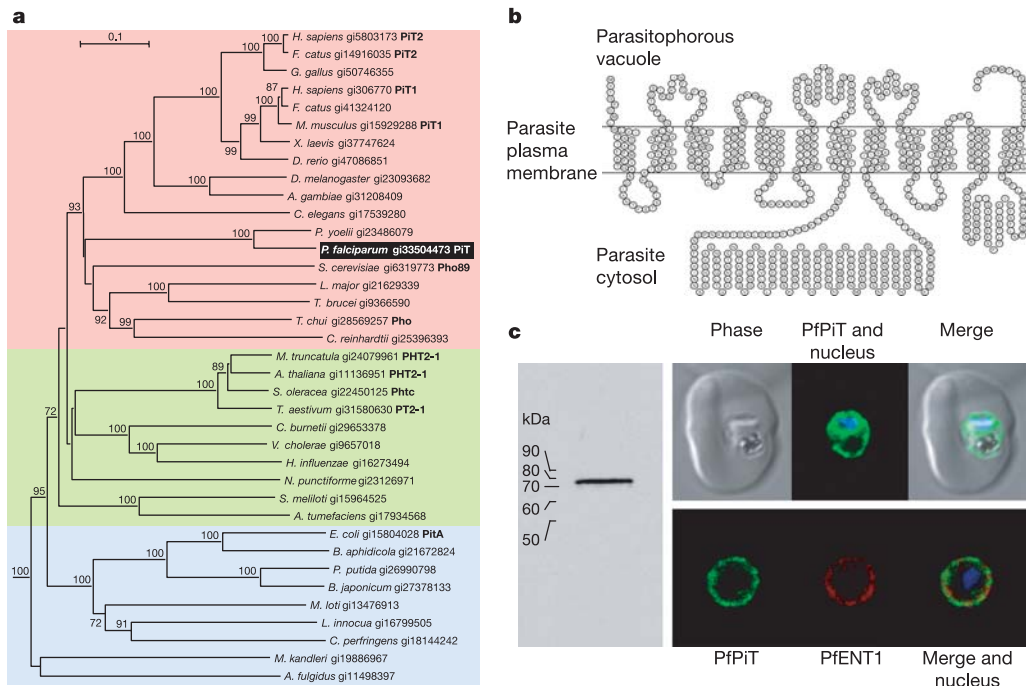 a
0.1
H. sapiens gi5803173 PiT2
F. catus gi14916035 PiT2
G. gallus gi50746355
H. sapiens gi306770 PiT1
F. catus gi41324120
M. musculus gi15929288 PiT1
X. laevis gi37747624
D. rerio gi47086851
D. melanogaster gi23093682
A. gambiae gi31208409
C. elegans gi17539280
P. yoelii gi23486079
P. falciparum gi33504473 PiT
S. cerevisiae gi6319773 Pho89
L. major gi21629339
T. brucei gi9366590
T. chui gi28569257 Pho
C. reinhardtii gi25396393
M. truncatula gi24079961 PHT2-1
A. thaliana gi11136951 PHT2-1
S. oleracea gi22450125 Phtc
T. aestivum gi31580630 PT2-1
C. burnetii gi29653378
V. cholerae gi9657018
H. influenzae gi16273494
N. punctiforme gi23126971
S. meliloti gi15964525
A. tumefaciens gi17934568
E. coli gi15804028 PitA
B. aphidicola gi21672824
P. putida gi26990798
B. japonicum gi27378133
M. loti gi13476913
L. innocua gi16799505
C. perfringens gi18144242
M. kandleri gi19886967
A. fulgidus gi11498397
100
100
100
87
100
100
99
99
100
100
100
93
100
100
92
99
72
89
100
100
100
100
95
100
100
100
100
72
91
100
b
Parasitophorous
vacuole
Parasite
plasma
membrane
Parasite
cytosol
c
kDa
90
80
70
60
50
Phase
PfPiT and
nucleus
Merge
PfPiT
PfENT1
Merge and
nucleus